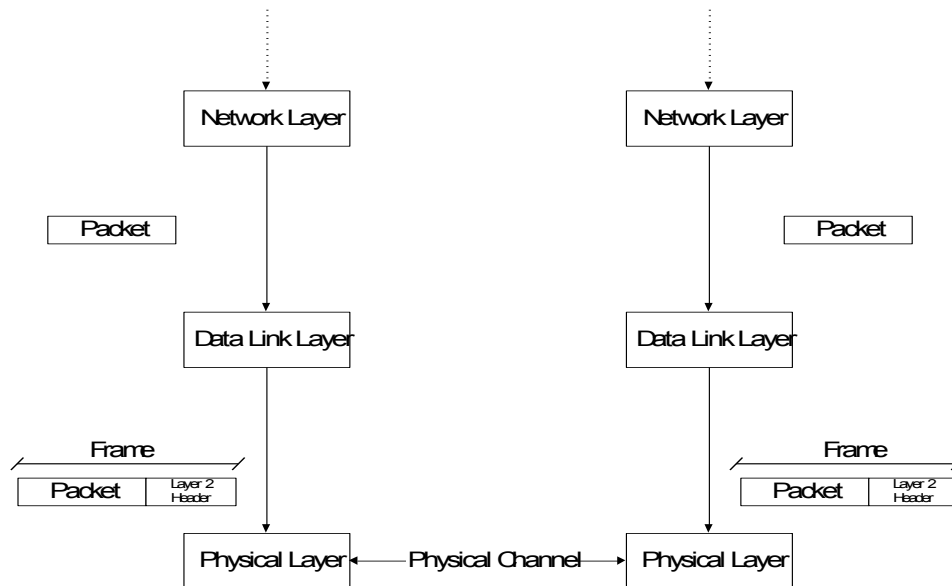 Network Layer
Network Layer
Packet
Packet
Data Link Layer
Data Link Layer
Frame
Frame
Packet
Layer 2
Header
Packet
Layer 2
Header
Physical Layer
Physical Channel
Physical Layer